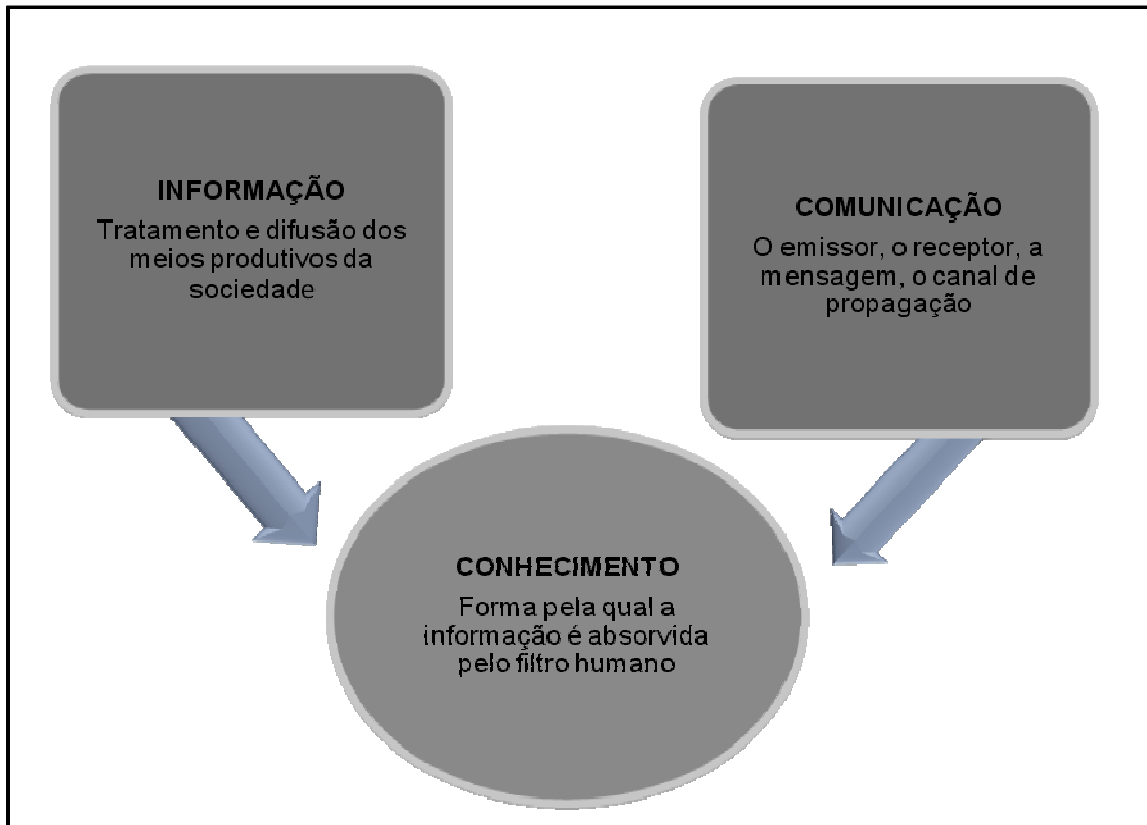 INFORMAÇÃO
Tratamento e difusão dos
meios produtivos da
sociedade
COMUNICAÇÃO
O emissor, o receptor, a
mensagem, o canal de
propagação
CONHECIMENTO
Forma pela qual a
informação é absorvida
pelo filtro humano